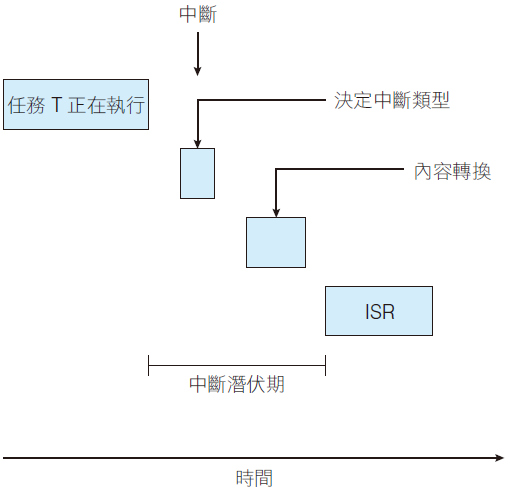 中斷
任務 T 正在執行
決定中斷類型
內容轉換
ISR
中斷潛伏期
時間